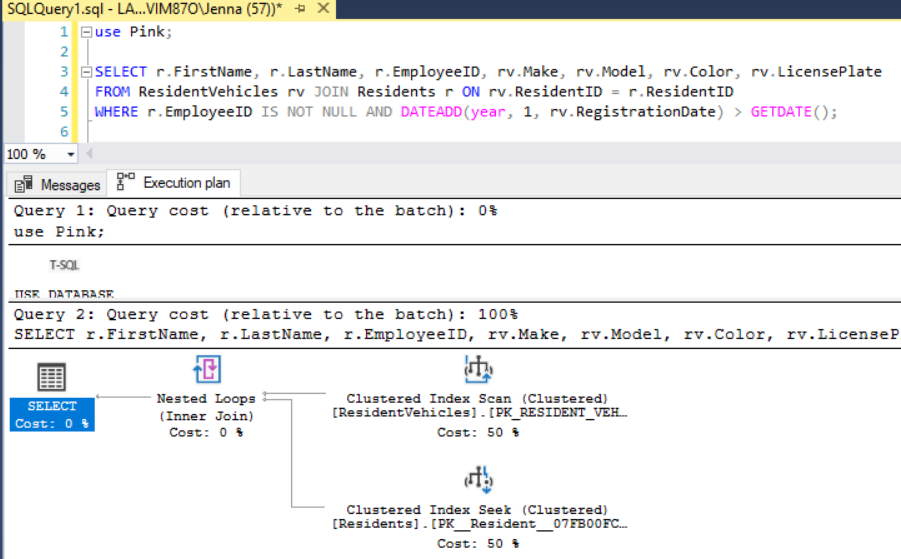 SQLQuery1.sql - LA...VIM87O\Jenna (57))*
1 use Pink;
2
3 SELECT r.FirstName, r.LastName, r.EmployeeID, rv.Make, rv.Model, rv.Color, rv.LicensePlate
4 FROM ResidentVehicles rv JOIN Residents r ON rv.ResidentID = r.ResidentID
5 WHERE r.EmployeeID IS NOT NULL AND DATEADD(year, 1, rv.RegistrationDate) > GETDATE();
6
100 %
Messages Execution plan
Query 1: Query cost (relative to the batch): 0%
use Pink;
T-SQL
USE DATABASE
Query 2: Query cost (relative to the batch): 100%
SELECT r.FirstName, r.LastName, r.EmployeeID, rv.Make, rv.Model, rv.Color, rv.LicenseP
SELECT
Cost: 0 %
Nested Loops
(Inner Join)
Cost: 0 %
Clustered Index Scan (Clustered)
[ResidentVehicles].[PK_RESIDENT_VEH...
Cost: 50 %
Clustered Index Seek (Clustered)
[Residents].[PK__Resident__07FB00FC...
Cost: 50 %